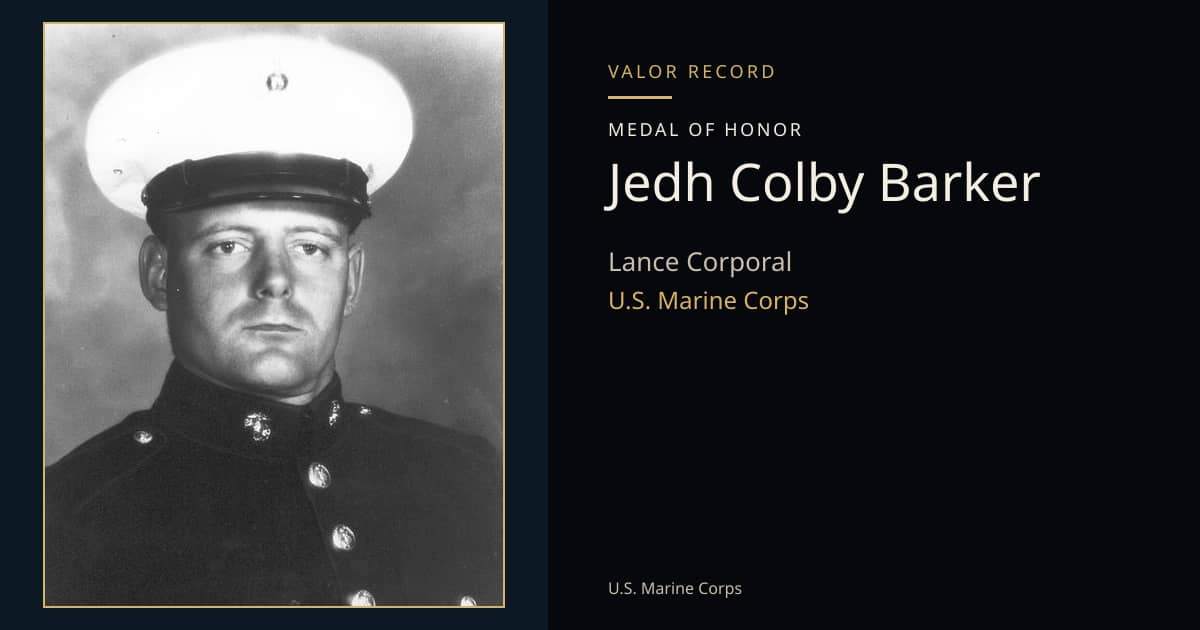 VALOR RECORD
MEDAL OF HONOR
Jedh Colby Barker
Lance Corporal
U.S. Marine Corps
U.S. Marine Corps